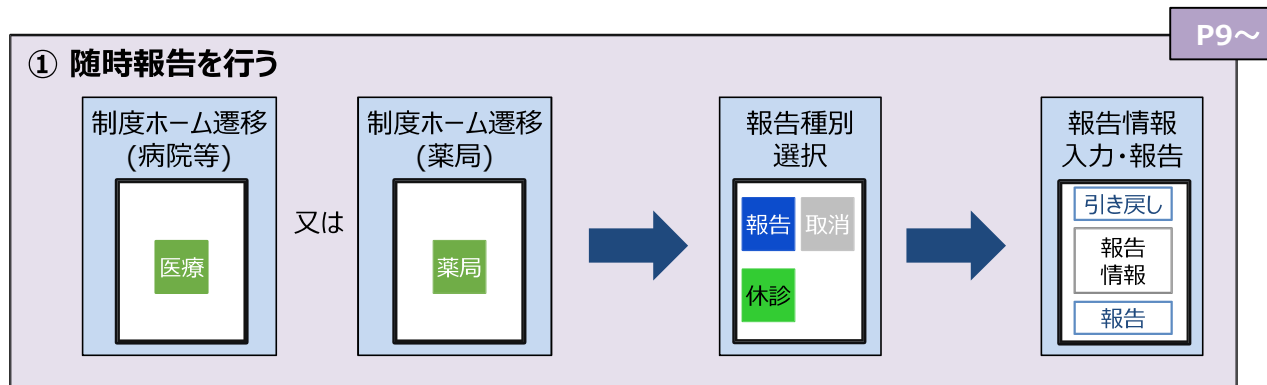 P9～
① 随時報告を行う
制度ホーム遷移
(病院等)
医療
又は
制度ホーム遷移
(薬局)
薬局
報告種別
選択
報告
取消
休診
報告情報
入力・報告
引き戻し
報告
情報
報告